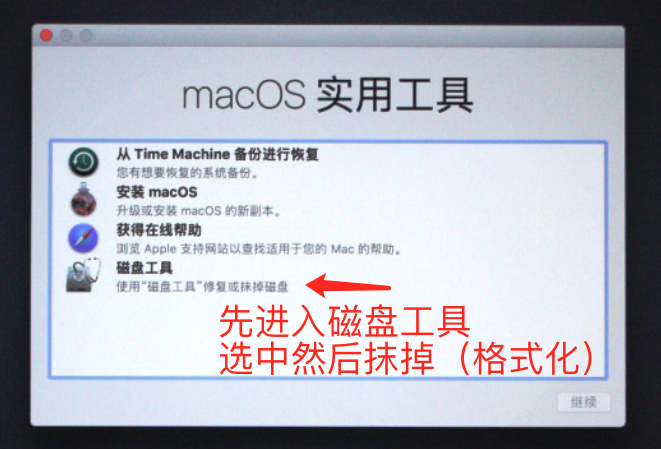 macOS 实用工具
从 Time Machine 备份进行恢复
您有想要恢复的系统备份。
安装 macOS
升级或安装 macOS 的新副本。
获得在线帮助
浏览 Apple 支持网站以查找适用于您的 Mac 的帮助。
磁盘工具
使用“磁盘工具”修复或抹掉磁盘
先进入磁盘工具
选中然后抹掉（格式化）
继续